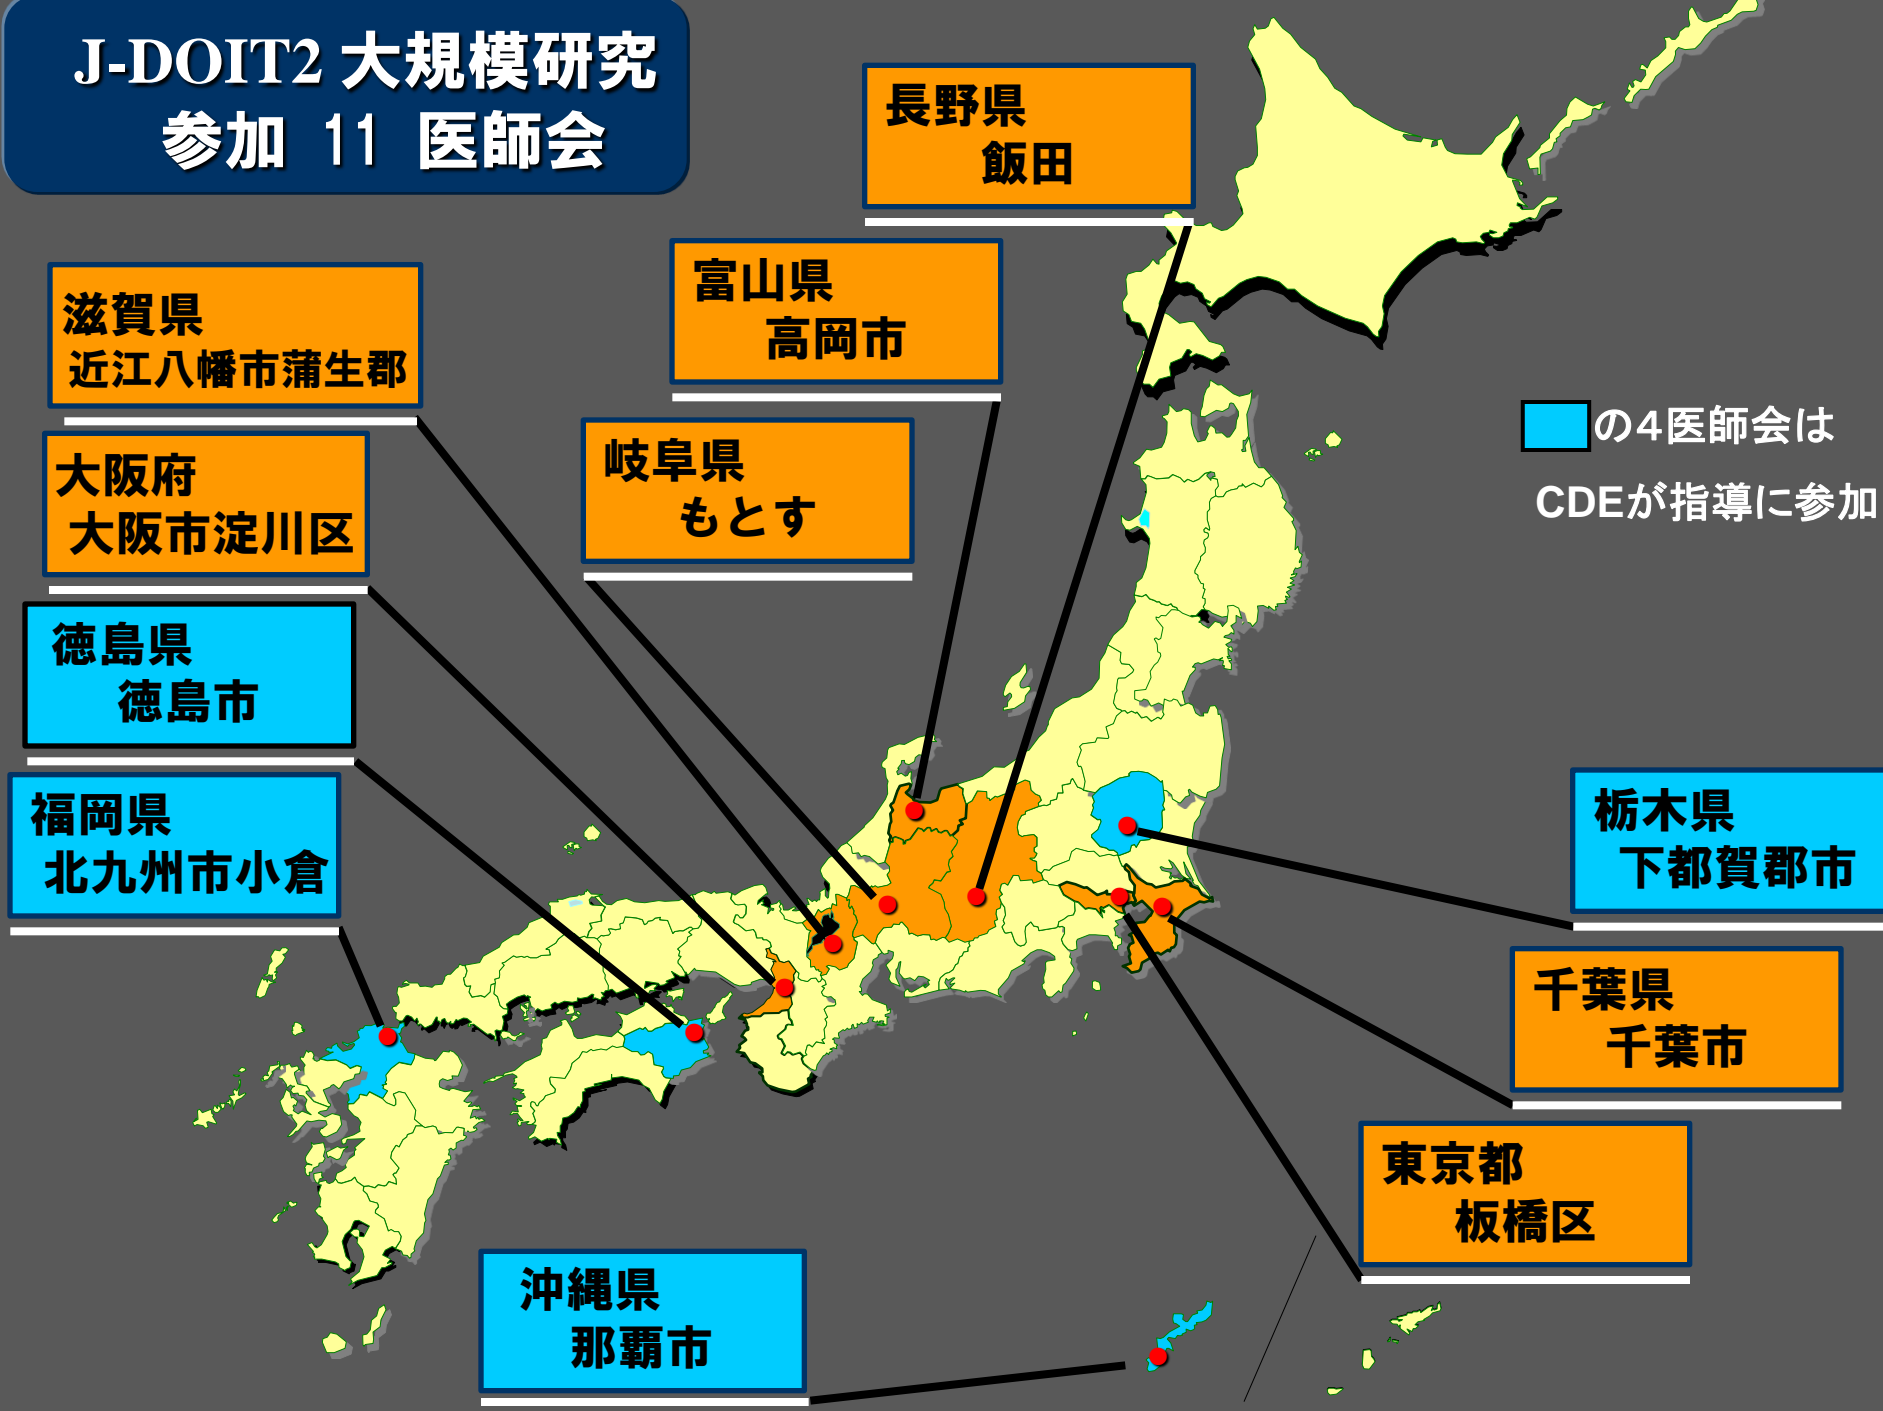 J-DOIT2 大規模研究
参加 11 医師会
長野県
飯田
富山県
高岡市
滋賀県
近江八幡市蒲生郡
岐阜県
もとす
大阪府
大阪市淀川区
徳島県
徳島市
福岡県
北九州市小倉
の4医師会は
CDEが指導に参加
栃木県
下都賀郡市
千葉県
千葉市
東京都
板橋区
沖縄県
那覇市